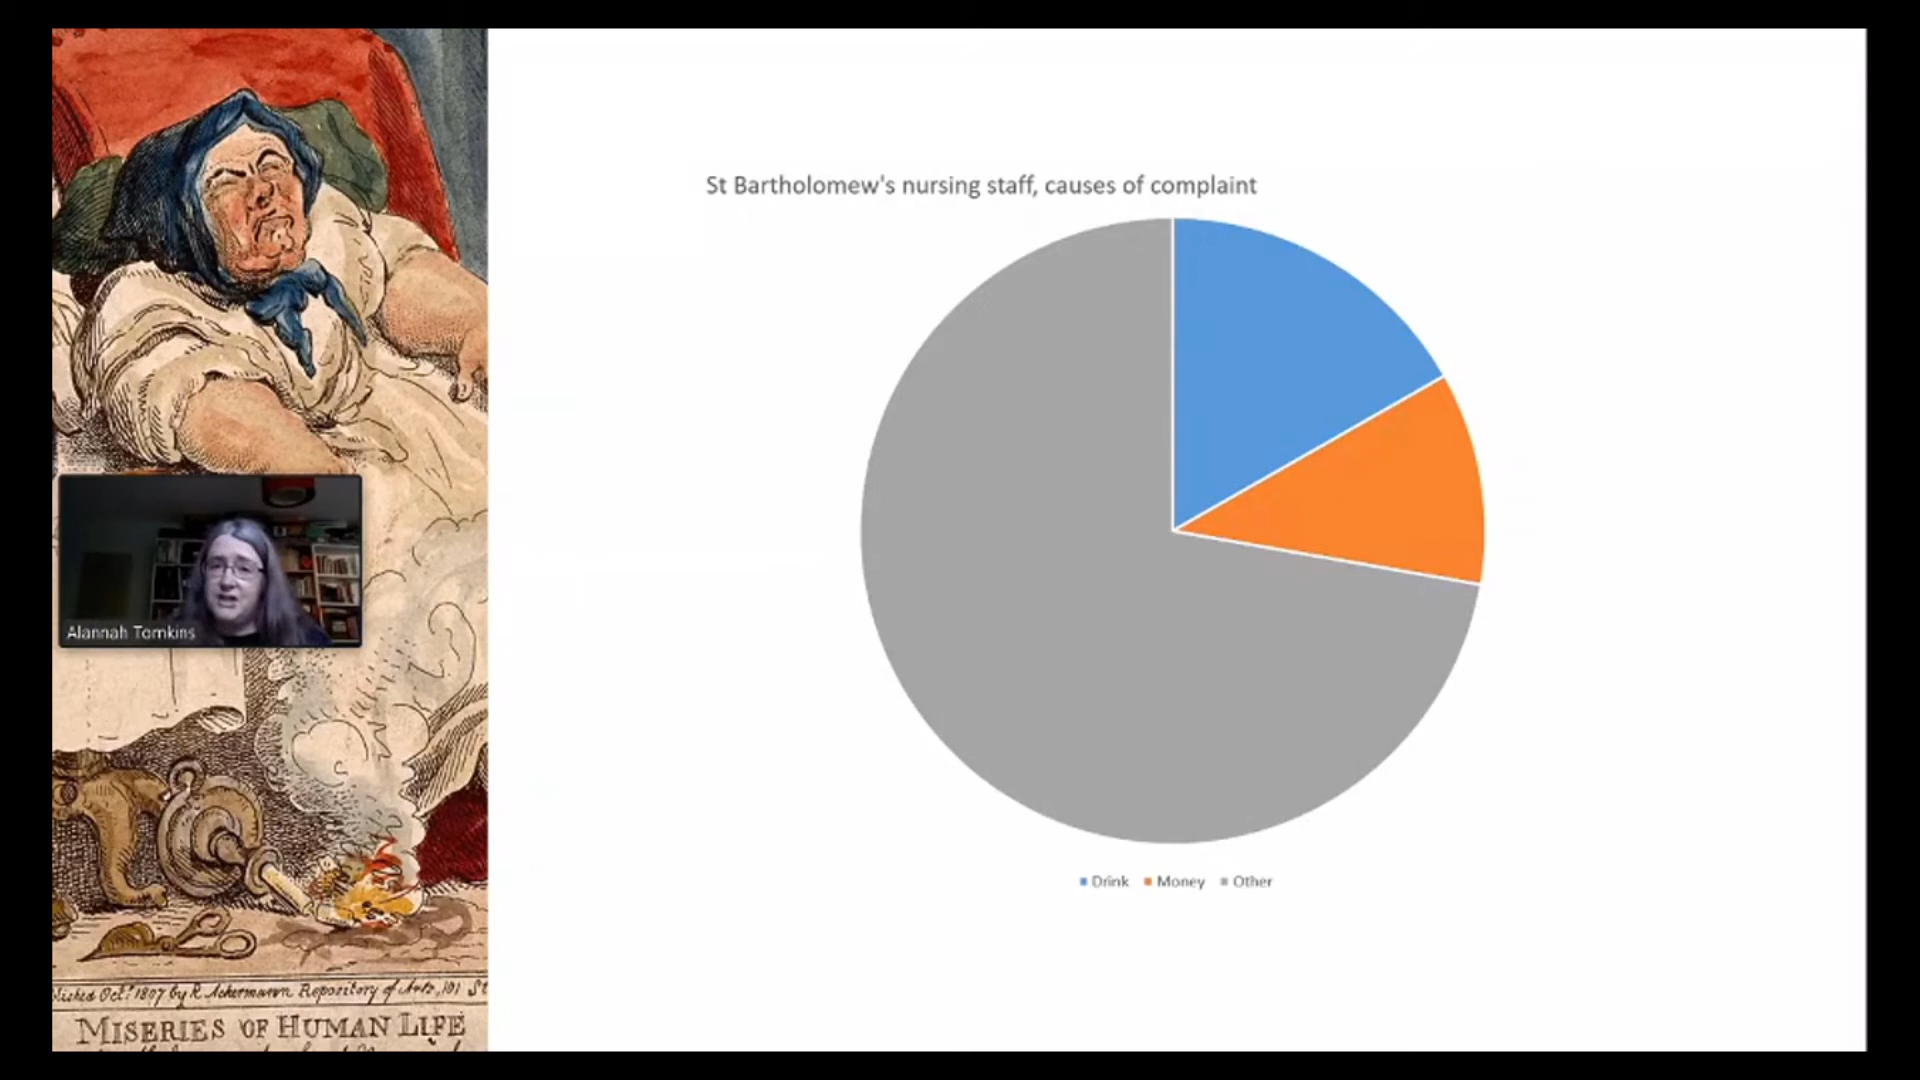 St Bartholomew's nursing staff, causes of complaint
Drink Money Other
Alannah Tomkins
Oct. 1807 by R Ackermann Repository of Arts, 101 St
MISERIES OF HUMAN LIFE